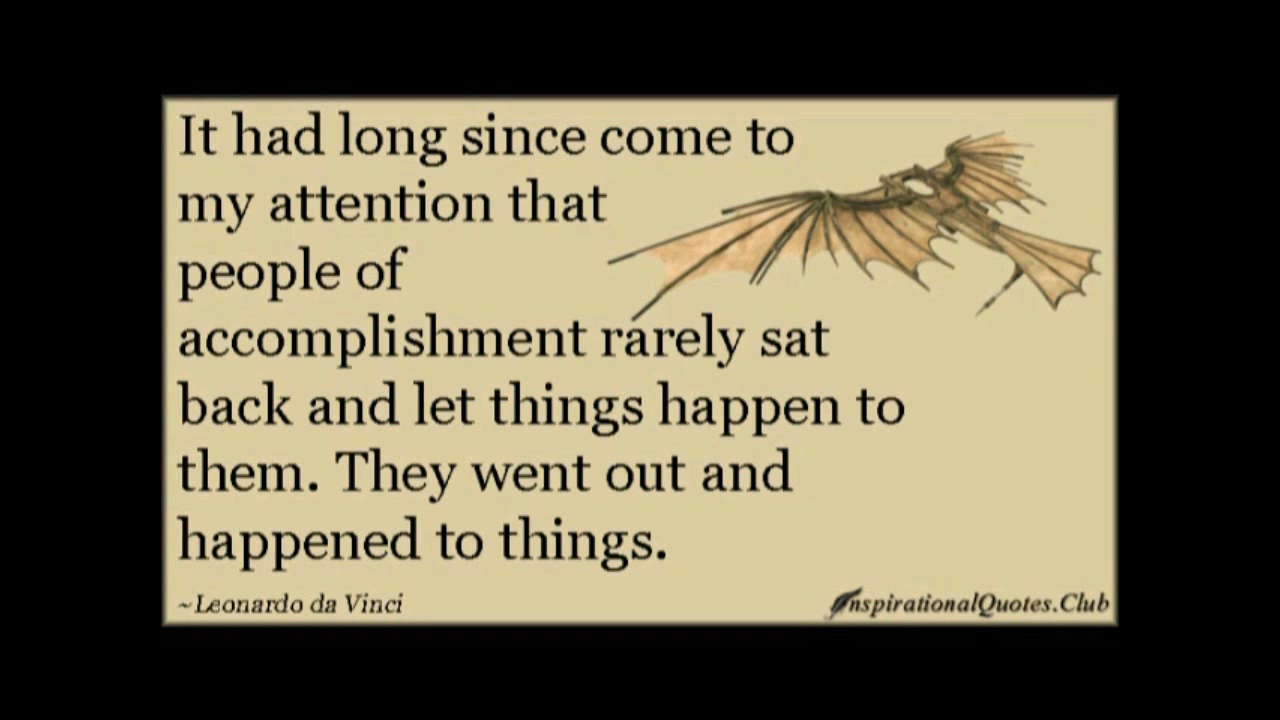 It had long since come to
my attention that
people of
accomplishment rarely sat
back and let things happen to
them. They went out and
happened to things.
~Leonardo da Vinci
InspirationalQuotes.Club